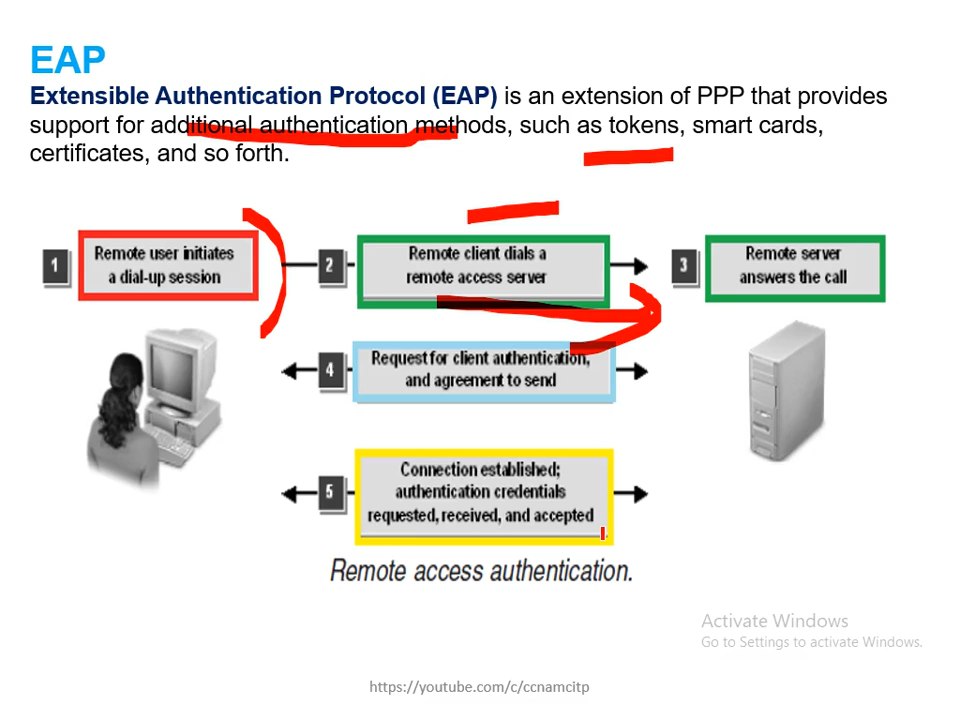 EAP
Extensible Authentication Protocol (EAP) is an extension of PPP that provides
support for additional authentication methods, such as tokens, smart cards,
certificates, and so forth.
1
Remote user initiates
a dial-up session
2
Remote client dials a
remote access server
3
Remote server
answers the call
4
Request for client authentication,
and agreement to send
5
Connection established;
authentication credentials
requested, received, and accepted
Remote access authentication.
Activate Windows
Go to Settings to activate Windows.
https://youtube.com/c/ccnamcitp